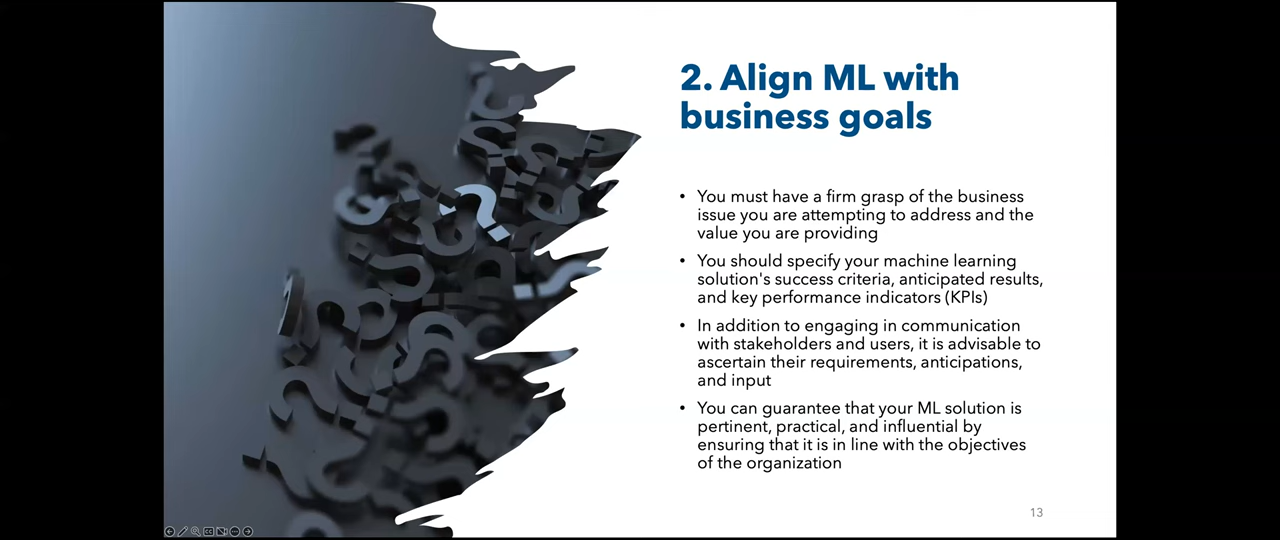 2. Align ML with
business goals
• You must have a firm grasp of the business
issue you are attempting to address and the
value you are providing
• You should specify your machine learning
solution's success criteria, anticipated results,
and key performance indicators (KPIs)
• In addition to engaging in communication
with stakeholders and users, it is advisable to
ascertain their requirements, anticipations,
and input
• You can guarantee that your ML solution is
pertinent, practical, and influential by
ensuring that it is in line with the objectives
of the organization
13